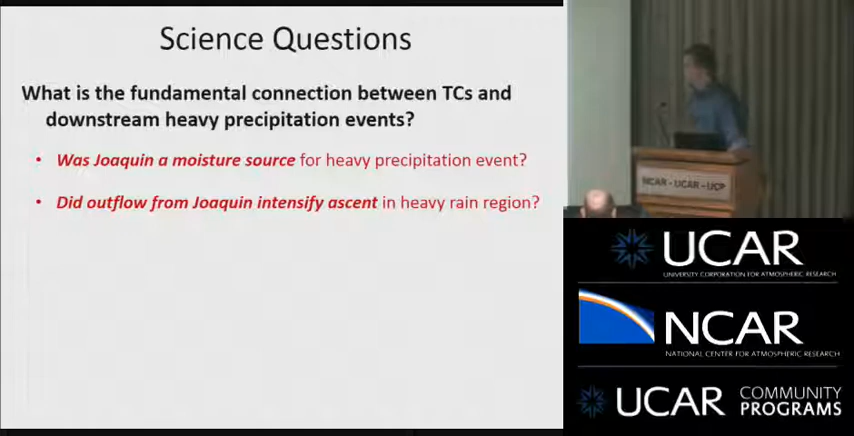 Science Questions
What is the fundamental connection between TCs and
downstream heavy precipitation events?
• Was Joaquin a moisture source for heavy precipitation event?
• Did outflow from Joaquin intensify ascent in heavy rain region?
NCAR - UCAR - UCP
UCAR
UNIVERSITY CORPORATION FOR ATMOSPHERIC RESEARCH
NCAR
NATIONAL CENTER FOR ATMOSPHERIC RESEARCH
UCAR COMMUNITY
PROGRAMS